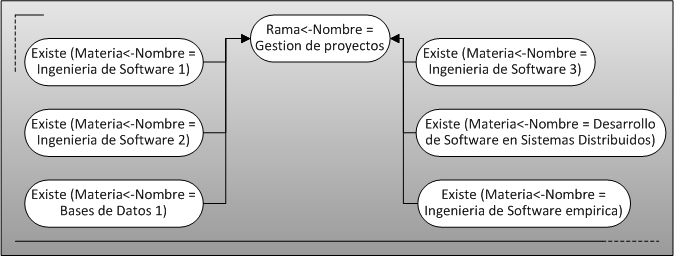 Rama<-Nombre =
Gestion de proyectos
Existe (Materia<-Nombre =
Ingenieria de Software 1)
Existe (Materia<-Nombre =
Ingenieria de Software 2)
Existe (Materia<-Nombre =
Bases de Datos 1)
Existe (Materia<-Nombre =
Ingenieria de Software 3)
Existe (Materia<-Nombre = Desarrollo
de Software en Sistemas Distribuidos)
Existe (Materia<-Nombre =
Ingenieria de Software empirica)